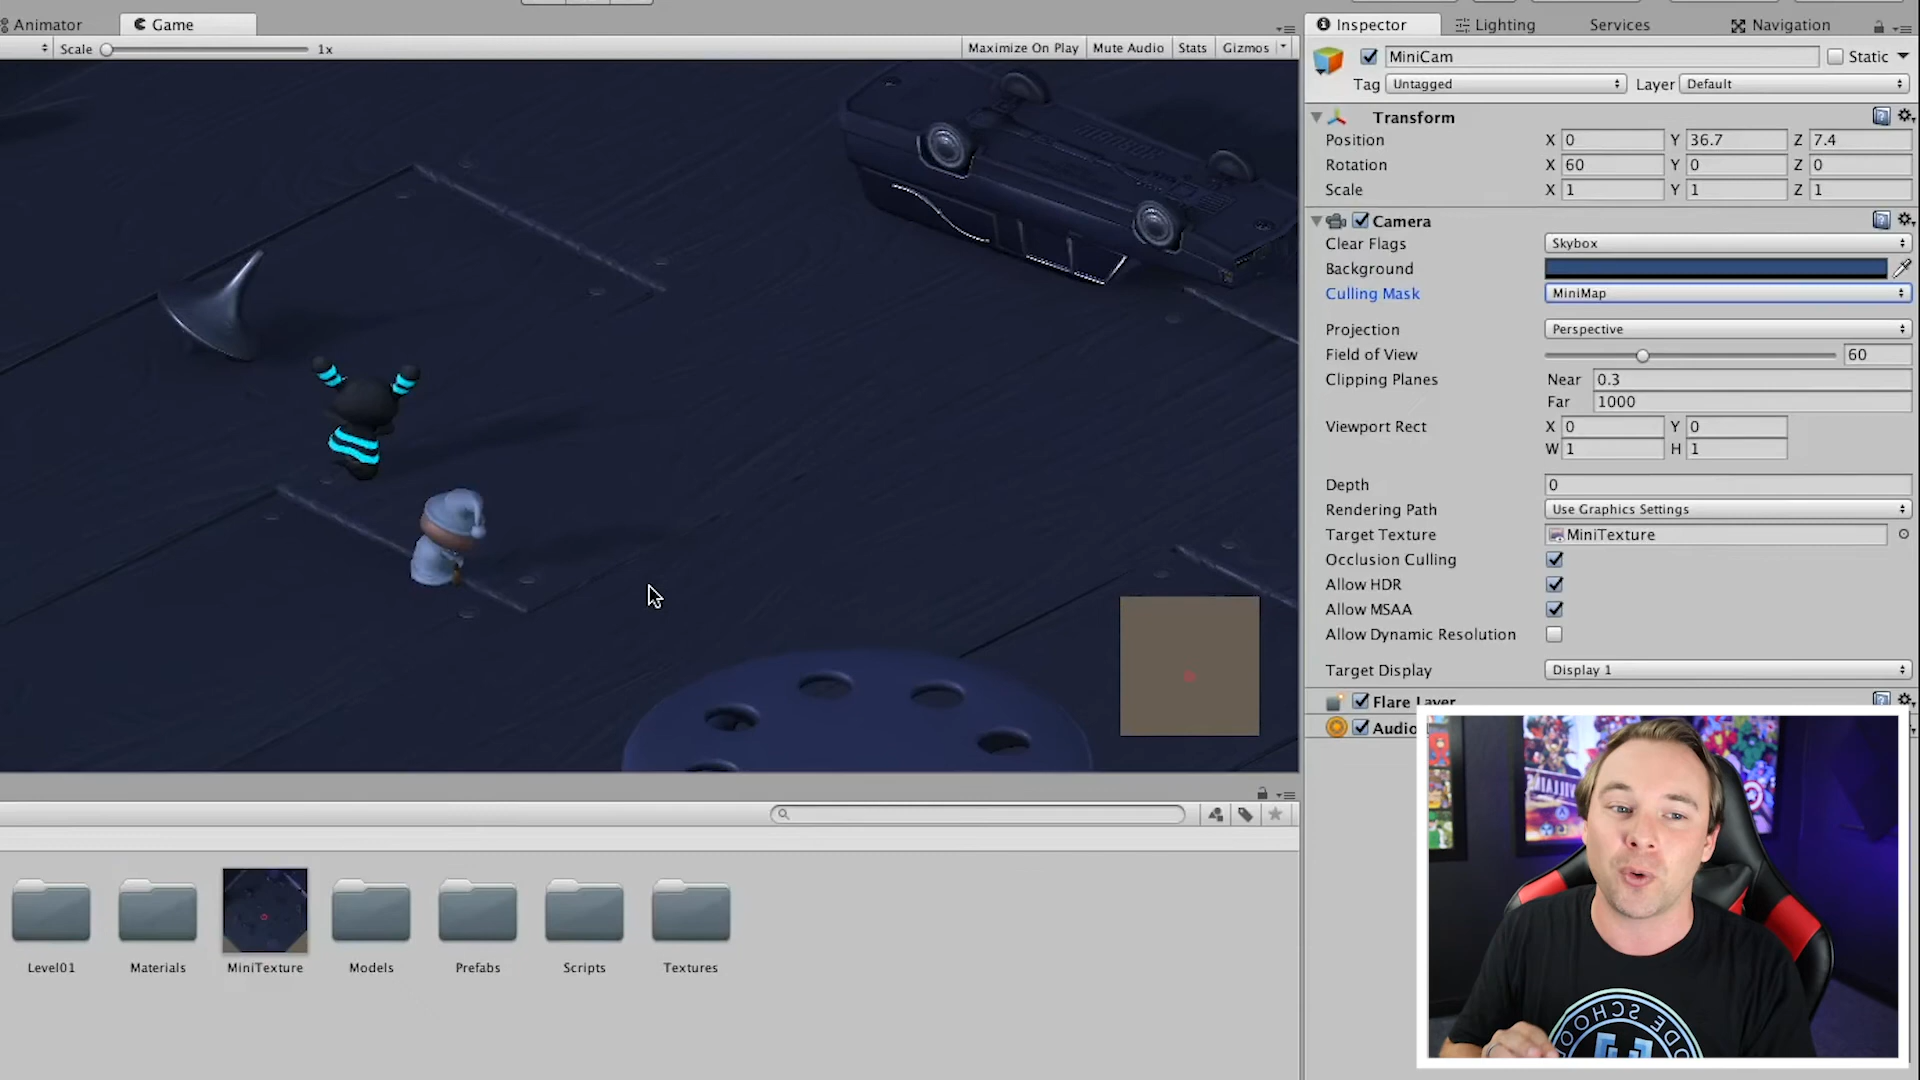 Animator
Game
Scale 1x
Maximize On Play Mute Audio Stats Gizmos
Inspector Lighting Services Navigation
MiniCam Static
Tag Untagged Layer Default
Transform
Position X 0 Y 36.7 Z 7.4
Rotation X 60 Y 0 Z 0
Scale X 1 Y 1 Z 1
Camera
Clear Flags Skybox
Background
Culling Mask MiniMap
Projection Perspective
Field of View 60
Clipping Planes Near 0.3
Far 1000
Viewport Rect X 0 Y 0
W 1 H 1
Depth 0
Rendering Path Use Graphics Settings
Target Texture MiniTexture
Occlusion Culling
Allow HDR
Allow MSAA
Allow Dynamic Resolution
Target Display Display 1
Flare Layer
Audio
Level01 Materials MiniTexture Models Prefabs Scripts Textures